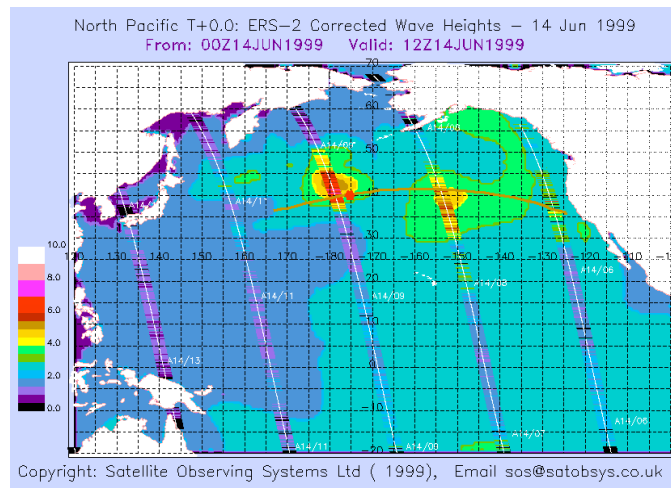 North Pacific T+0.0: ERS-2 Corrected Wave Heights - 14 Jun 1999
From: 00Z14JUN1999 Valid: 12Z14JUN1999
70
60
50
40
30
20
10
0
-10
-20
120 130 140 150 160 170 180 -170 -160 -150 -140 -130 -120 -110
A14/09
A14/11
A14/11
A14/09
A14/08
A14/06
A14/13
A14/11
A14/09
A14/07
A14/06
10.0
8.0
6.0
4.0
2.0
0.0
Copyright: Satellite Observing Systems Ltd ( 1999), Email sos@satobsys.co.uk